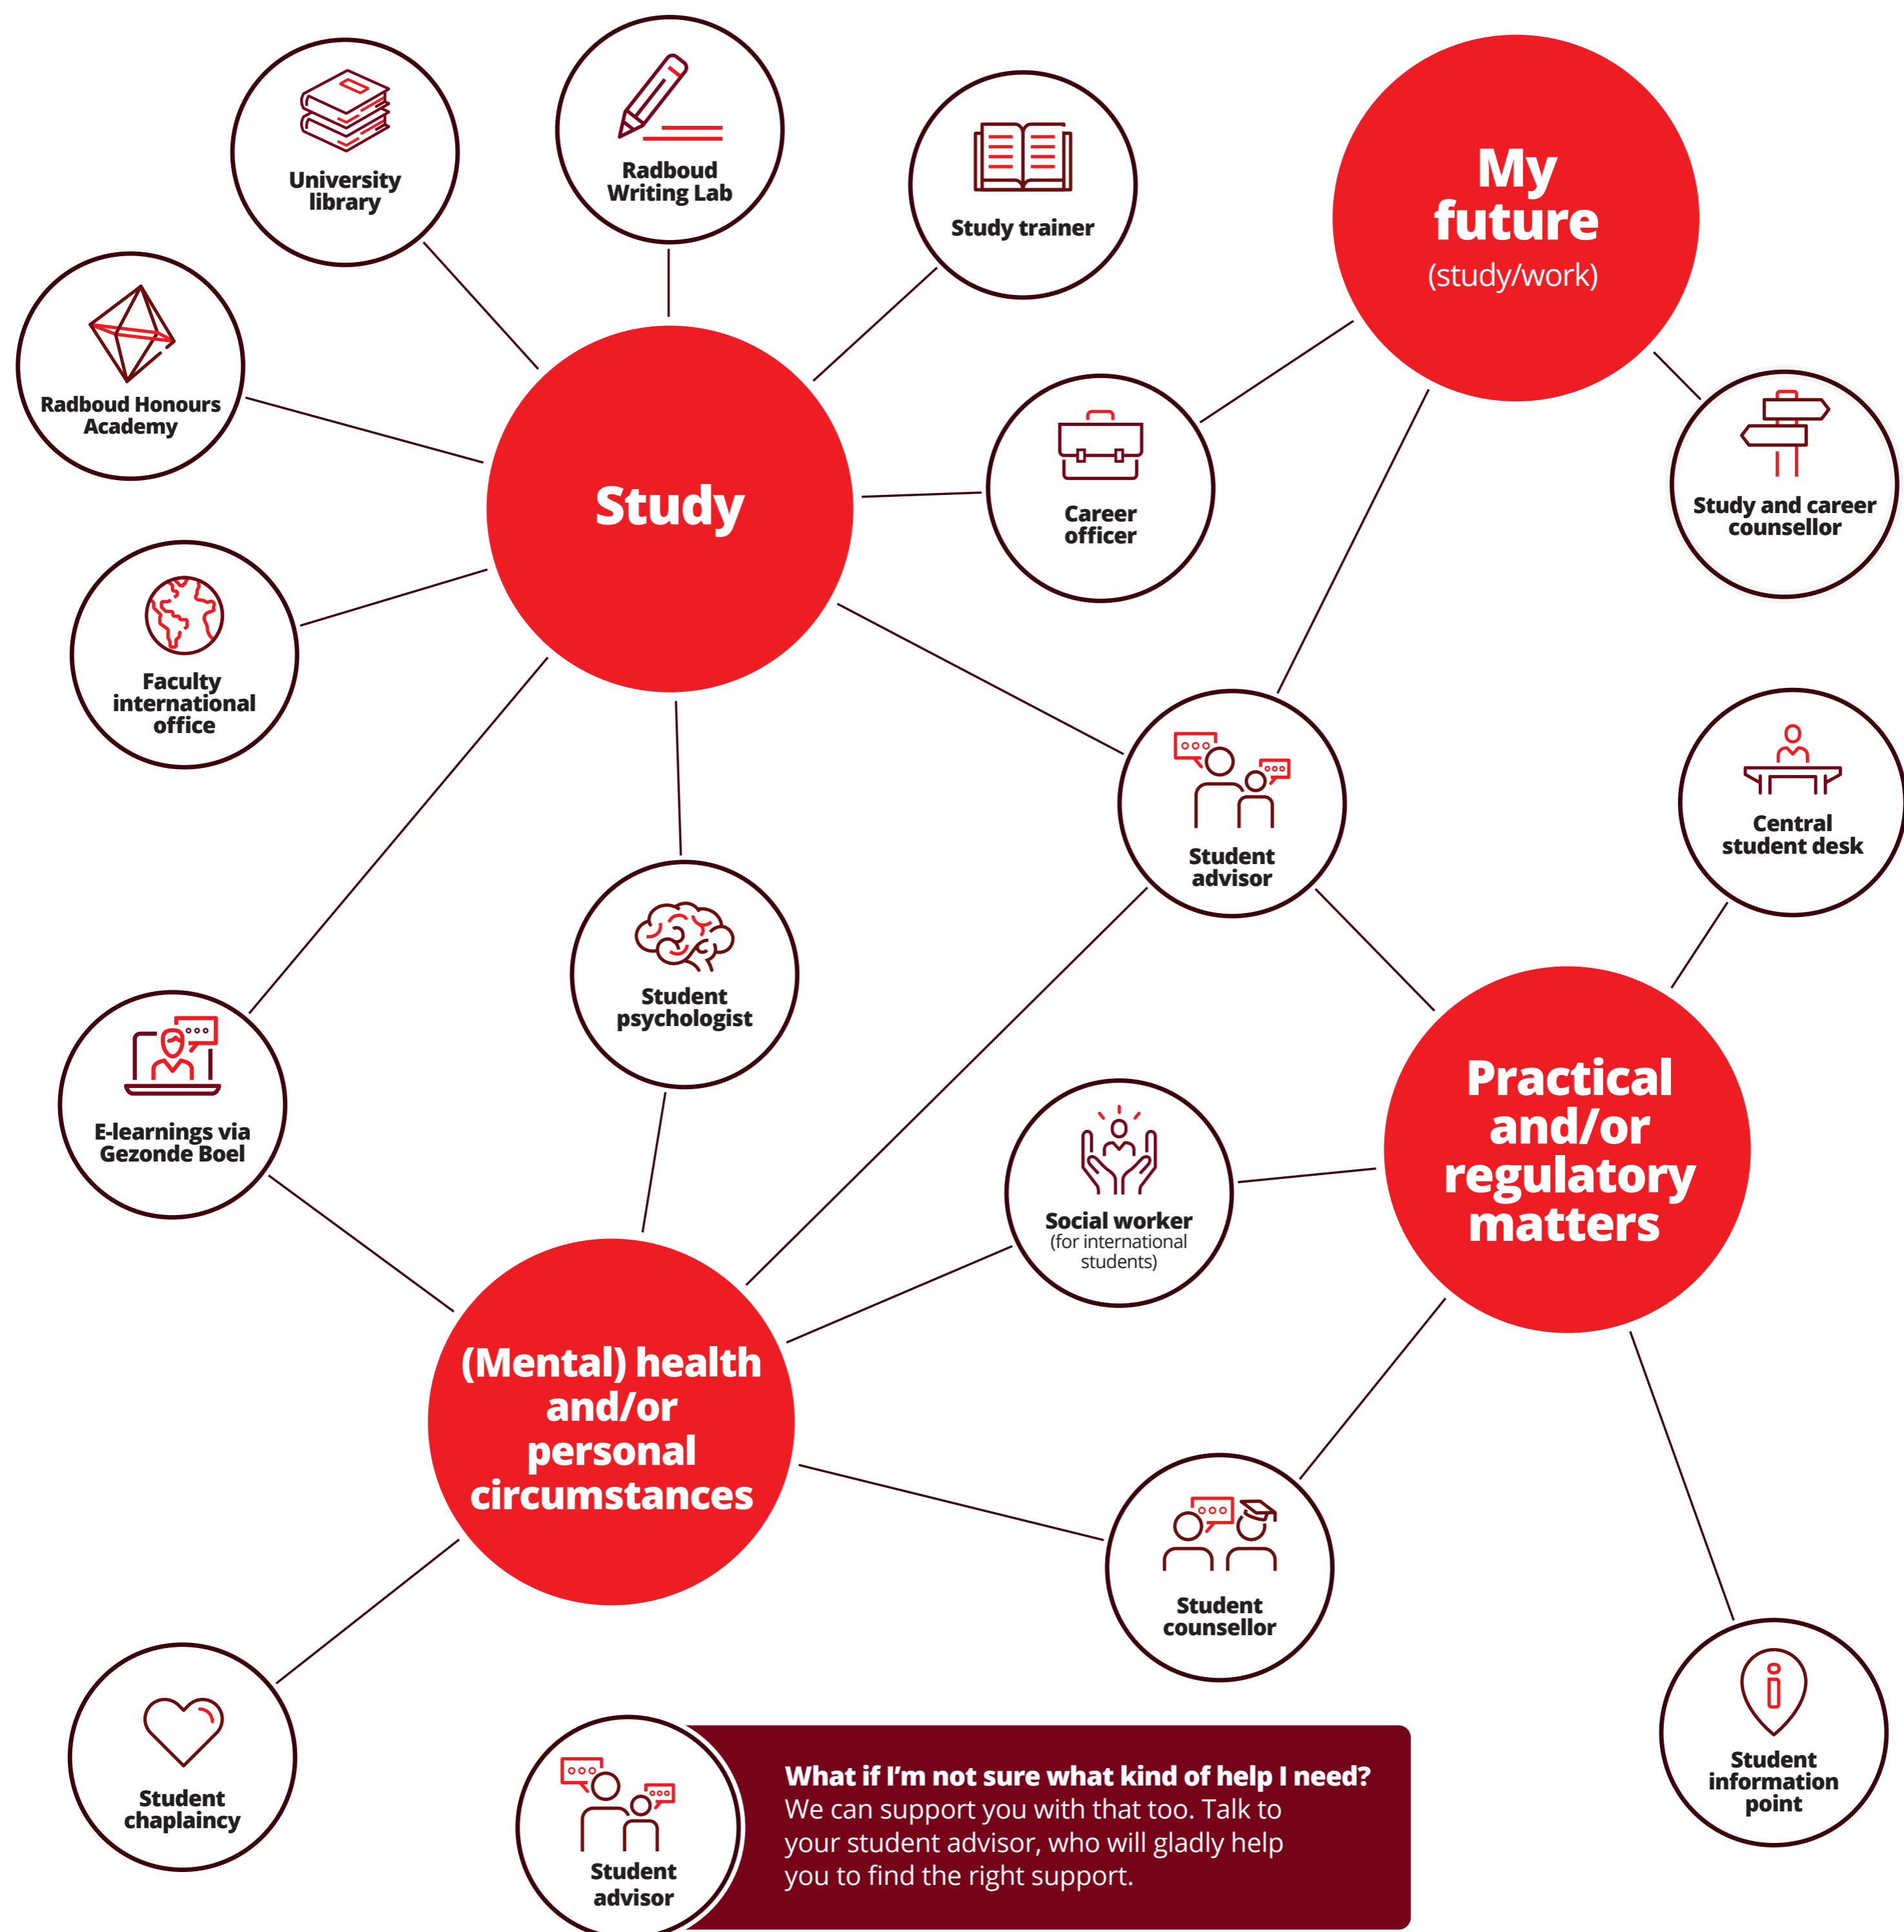 University
library
Radboud
Writing Lab
Study trainer
My
future
(study/work)
Radboud Honours
Academy
Study
Career
officer
Study and career
counsellor
Faculty
international
office
Student
advisor
Central
student desk
Student
psychologist
E-learnings via
Gezonde Boel
Social worker
(for international
students)
Practical
and/or
regulatory
matters
(Mental) health
and/or
personal
circumstances
Student
counsellor
Student
chaplaincy
Student
information
point
Student
advisor
What if I’m not sure what kind of help I need?
We can support you with that too. Talk to
your student advisor, who will gladly help
you to find the right support.